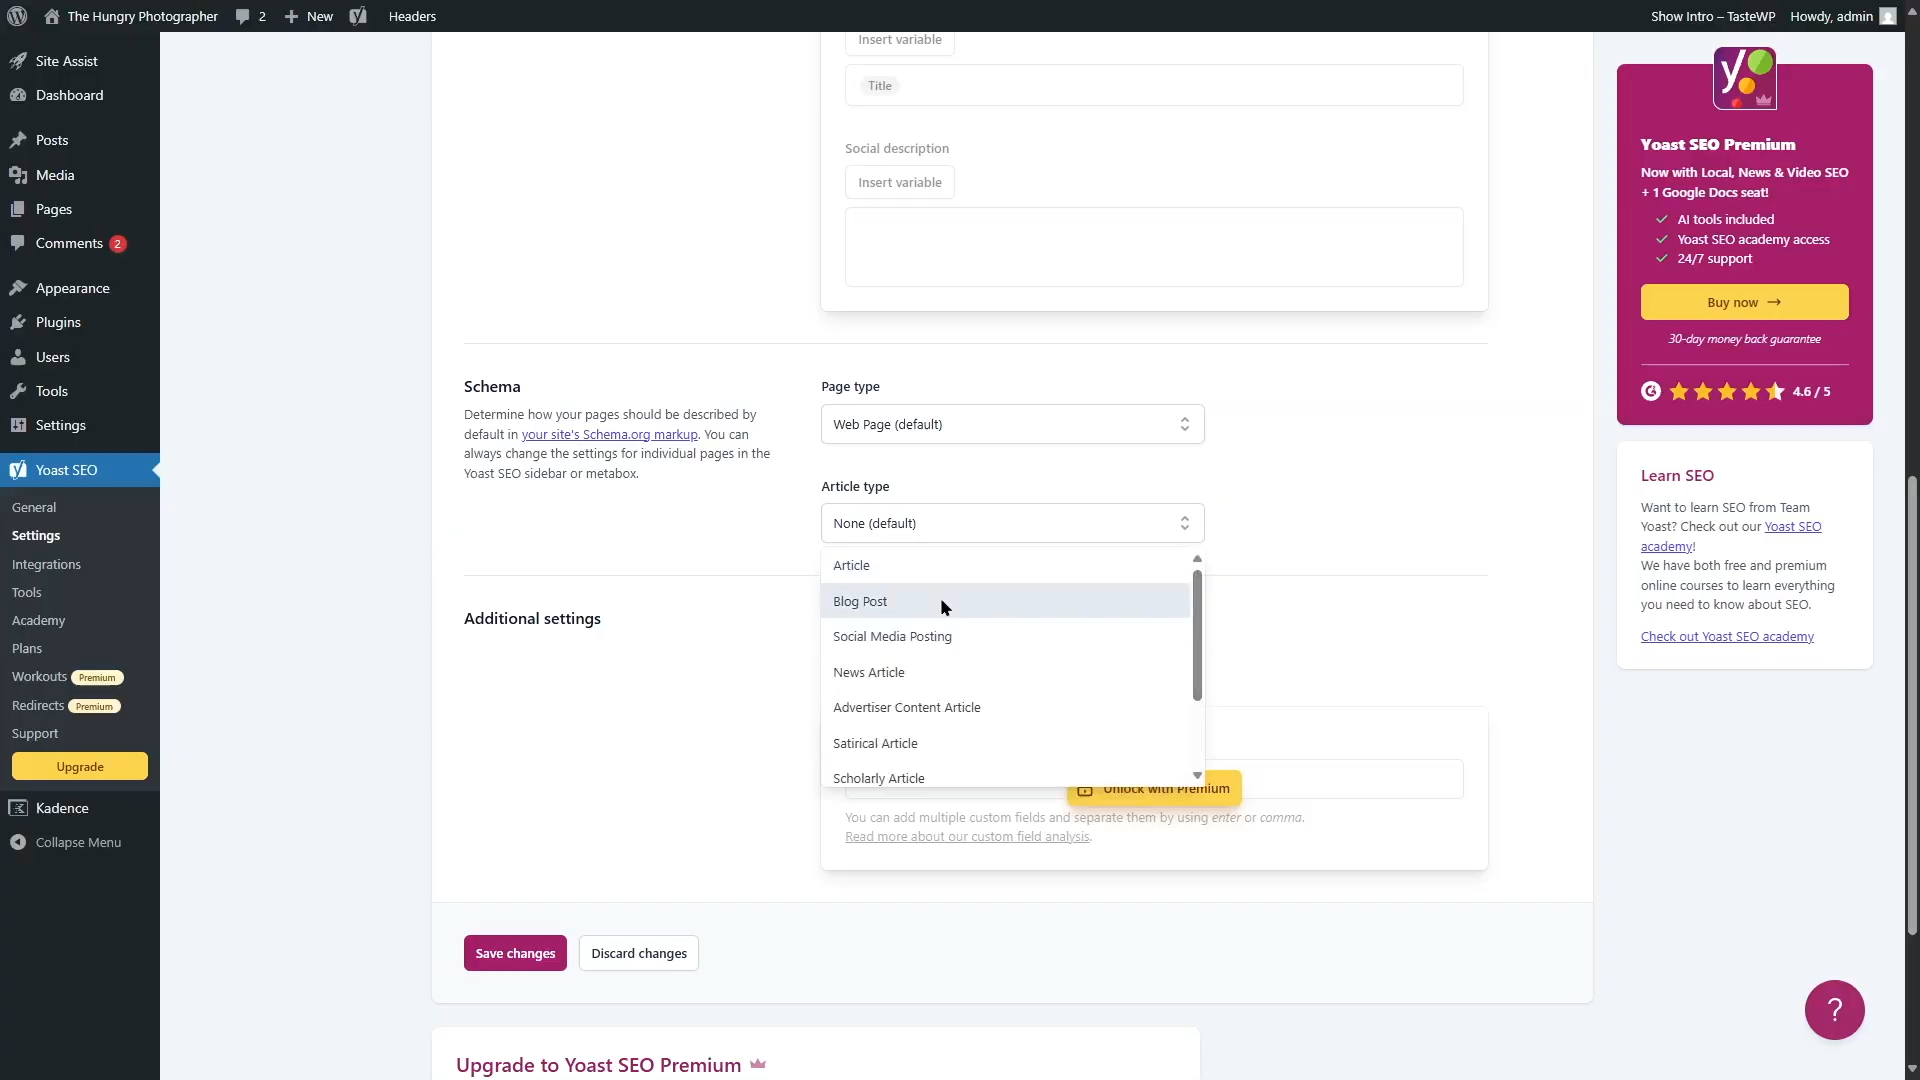 The Hungry Photographer
2
New
Headers
Show Intro – TasteWP
Howdy, admin
Site Assist
Dashboard
Posts
Media
Pages
Comments 2
Appearance
Plugins
Users
Tools
Settings
Yoast SEO
General
Settings
Integrations
Tools
Academy
Plans
Workouts Premium
Redirects Premium
Support
Upgrade
Kadence
Collapse Menu
Insert variable
Title
Social description
Insert variable
Schema
Determine how your pages should be described by
default in your site's Schema.org markup. You can
always change the settings for individual pages in the
Yoast SEO sidebar or metabox.
Page type
Web Page (default)
Article type
None (default)
Article
Blog Post
Social Media Posting
News Article
Advertiser Content Article
Satirical Article
Scholarly Article
Additional settings
Unlock with Premium
You can add multiple custom fields and separate them by using enter or comma.
Read more about our custom field analysis.
Save changes
Discard changes
Upgrade to Yoast SEO Premium
Yoast SEO Premium
Now with Local, News & Video SEO
+ 1 Google Docs seat!
AI tools included
Yoast SEO academy access
24/7 support
Buy now →
30-day money back guarantee
4.6 / 5
Learn SEO
Want to learn SEO from Team
Yoast? Check out our Yoast SEO
academy!
We have both free and premium
online courses to learn everything
you need to know about SEO.
Check out Yoast SEO academy
?